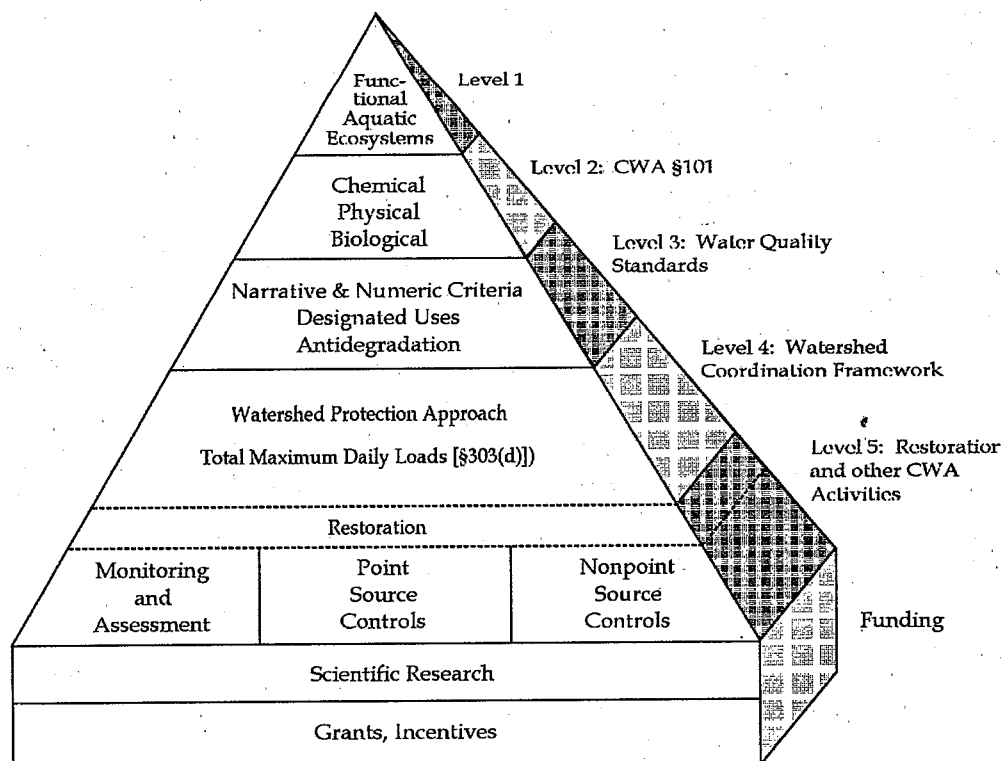 Func-
tional
Aquatic
Ecosystems
Level 1
Chemical
Physical
Biological
Level 2: CWA §101
Narrative & Numeric Criteria
Designated Uses
Antidegradation
Level 3: Water Quality
Standards
Watershed Protection Approach
Total Maximum Daily Loads [§303(d)])
Level 4: Watershed
Coordination Framework
Restoration
Level 5: Restoration
and other CWA
Activities
Monitoring
and
Assessment
Point
Source
Controls
Nonpoint
Source
Controls
Funding
Scientific Research
Grants, Incentives